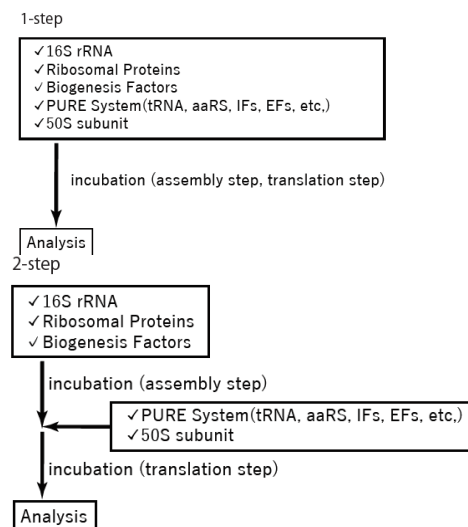 1-step
✓16S rRNA
✓Ribosomal Proteins
✓Biogenesis Factors
✓PURE System(tRNA, aaRS, IFs, EFs, etc,)
✓50S subunit
incubation (assembly step, translation step)
Analysis
2-step
✓16S rRNA
✓Ribosomal Proteins
✓Biogenesis Factors
incubation (assembly step)
✓PURE System(tRNA, aaRS, IFs, EFs, etc,)
✓50S subunit
incubation (translation step)
Analysis